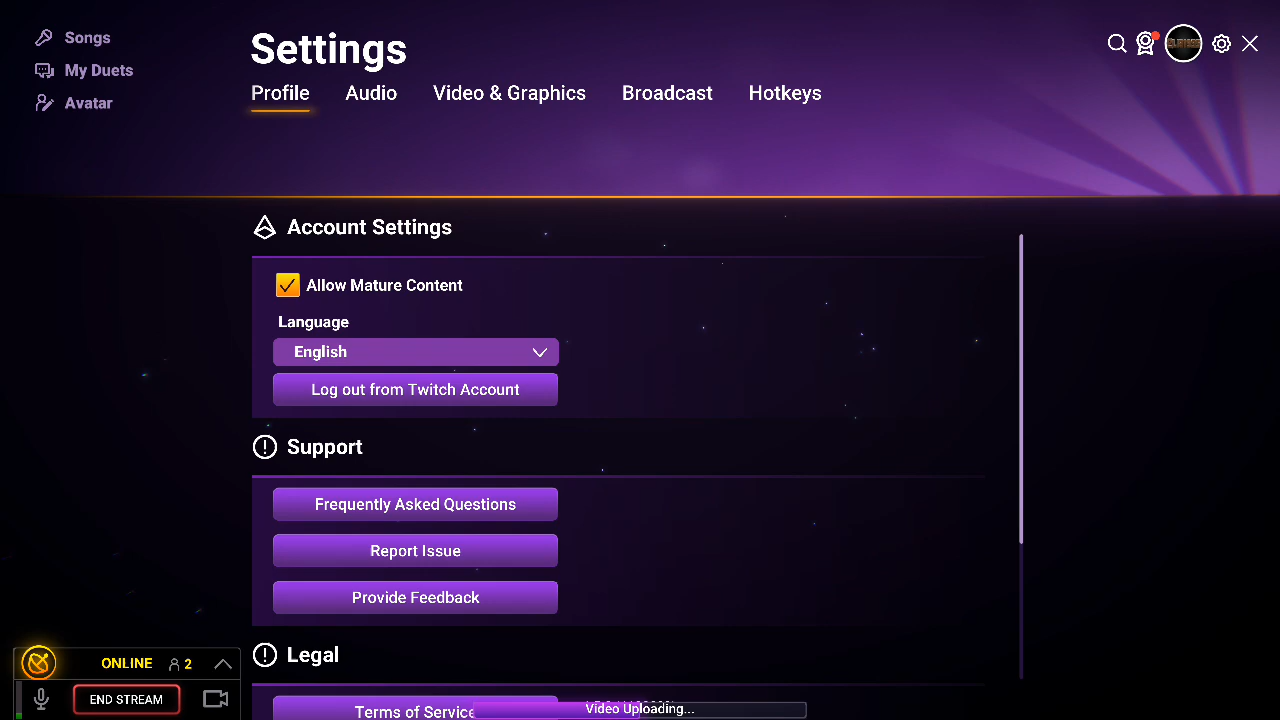 Songs
My Duets
Avatar
Settings
Profile
Audio
Video & Graphics
Broadcast
Hotkeys
Account Settings
Allow Mature Content
Language
English
Log out from Twitch Account
Support
Frequently Asked Questions
Report Issue
Provide Feedback
Legal
Terms of Service
Video Uploading...
ONLINE 2
END STREAM